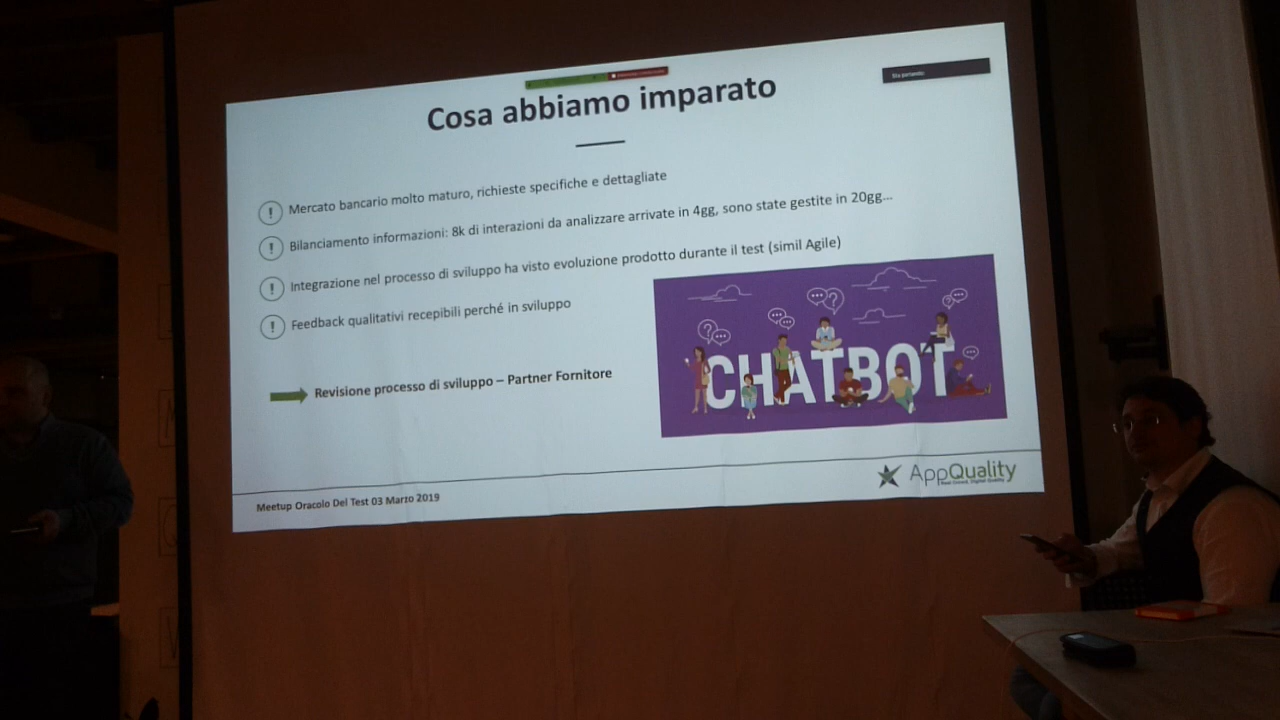 Cosa abbiamo imparato
Sta parlando:
! Mercato bancario molto maturo, richieste specifiche e dettagliate
! Bilanciamento informazioni: 8k di interazioni da analizzare arrivate in 4gg, sono state gestite in 20gg...
! Integrazione nel processo di sviluppo ha visto evoluzione prodotto durante il test (simil Agile)
! Feedback qualitativi recepibili perché in sviluppo
Revisione processo di sviluppo – Partner Fornitore
CHATBOT
AppQuality
Meetup Oracolo Del Test 03 Marzo 2019